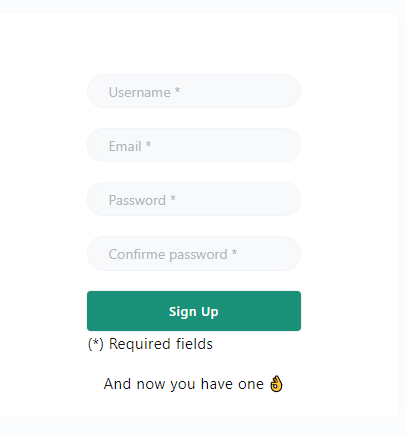 Username *
Email *
Password *
Confirme password *
Sign Up
(*) Required fields
And now you have one 👌